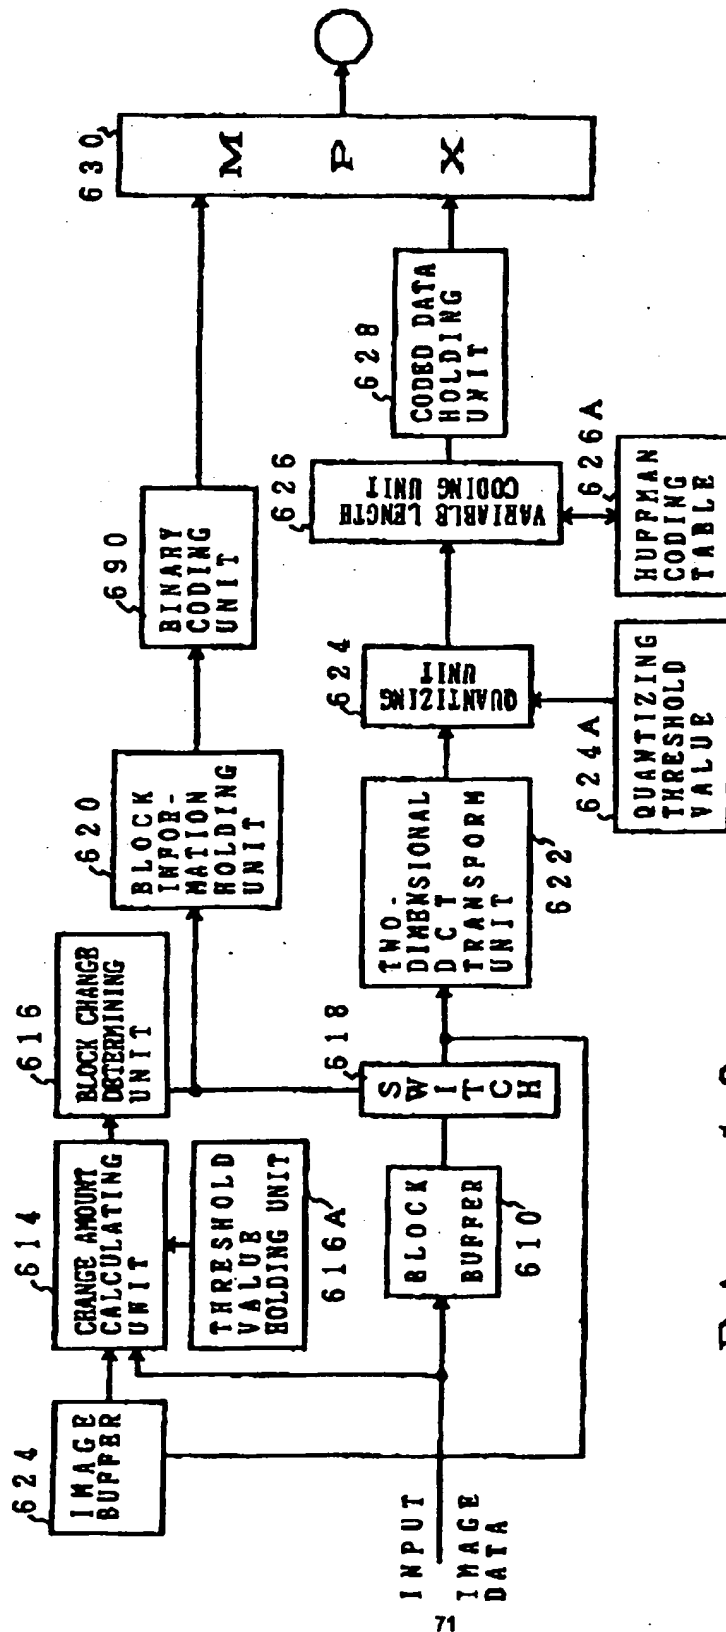 624
IMAGE
BUFFER
614
CHANGE AMOUNT
CALCULATING
UNIT
THRESHOLD
VALUE
HOLDING UNIT
616A
616
BLOCK CHANGE
DETERMINING
UNIT
620
BLOCK
INFOR-
MATION
HOLDING
UNIT
690
BINARY
CODING
UNIT
630
M P X
INPUT
IMAGE
DATA
BLOCK
BUFFER
610
618
SWITCH
TWO-
DIMENSIONAL
DCT
TRANSFORM
UNIT
622
624
QUANTIZING
UNIT
624A
QUANTIZING
THRESHOLD
VALUE
626
VARIABLE LENGTH
CODING UNIT
626A
HUFFMAN
CODING
TABLE
628
CODED DATA
HOLDING
UNIT
71